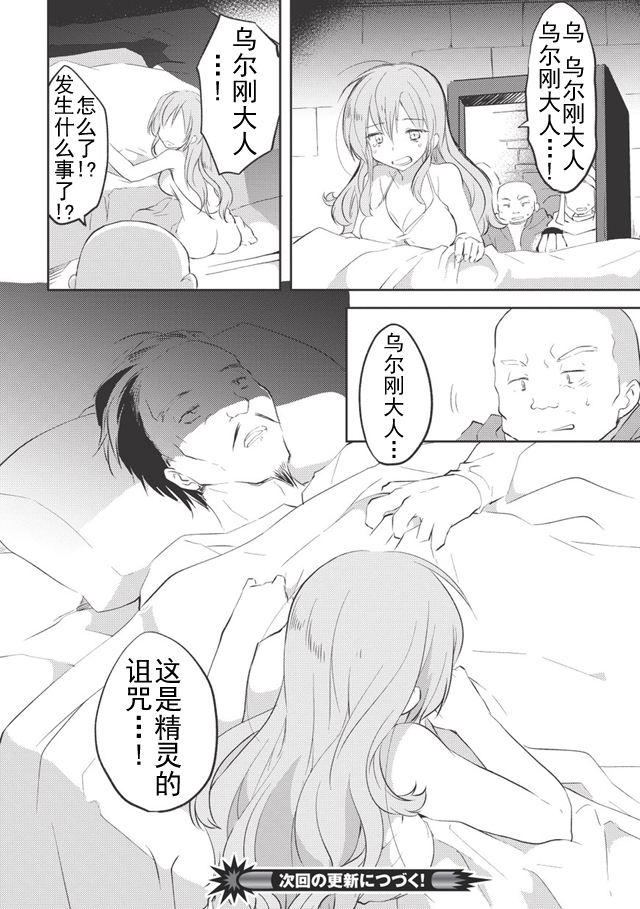 乌 乌尔刚大人
乌尔刚大人…！
乌尔刚大人
…！
怎么了！？
发生什么事了！？
乌尔刚大人…
这是精灵的
诅咒…！
次回の更新につづく！